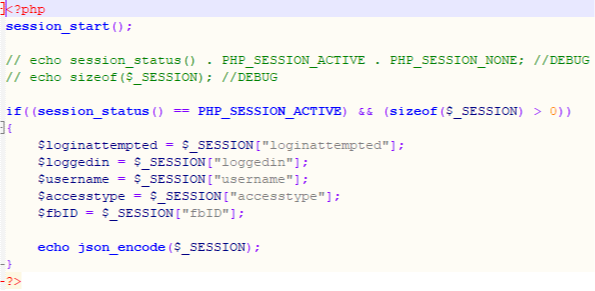 <?php
session_start();
// echo session_status() . PHP_SESSION_ACTIVE . PHP_SESSION_NONE; //DEBUG
// echo sizeof($_SESSION); //DEBUG
if((session_status() == PHP_SESSION_ACTIVE) && (sizeof($_SESSION) > 0))
{
$loginattempted = $_SESSION["loginattempted"];
$loggedin = $_SESSION["loggedin"];
$username = $_SESSION["username"];
$accesstype = $_SESSION["accesstype"];
$fbID = $_SESSION["fbID"];
echo json_encode($_SESSION);
}
?>